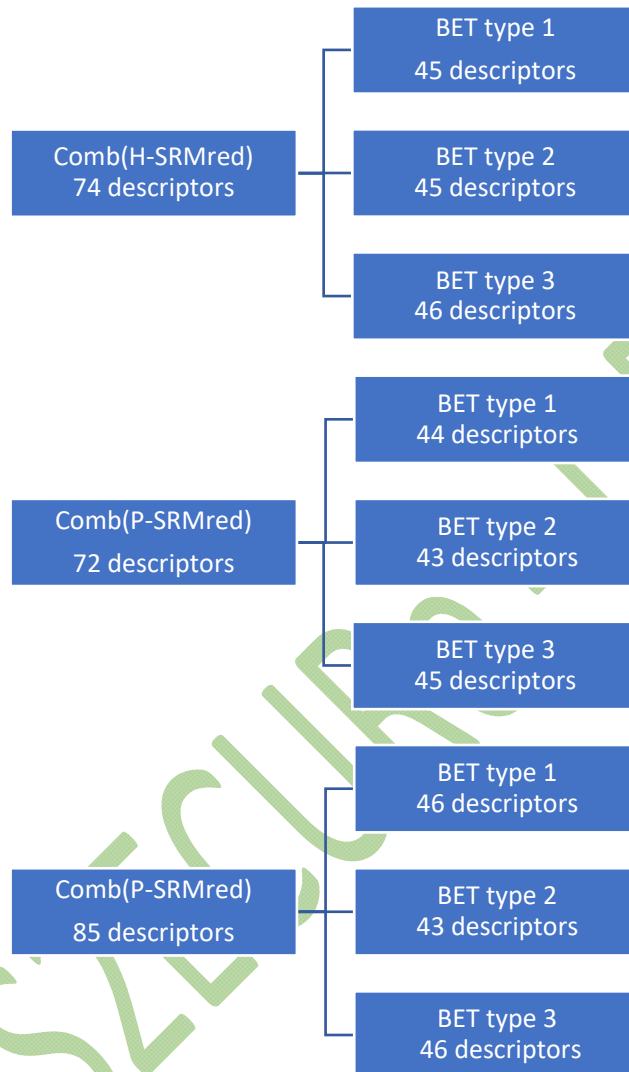 BET type 1
45 descriptors
Comb(H-SRMred)
74 descriptors
BET type 2
45 descriptors
BET type 3
46 descriptors
BET type 1
44 descriptors
Comb(P-SRMred)
72 descriptors
BET type 2
43 descriptors
BET type 3
45 descriptors
BET type 1
46 descriptors
Comb(P-SRMred)
85 descriptors
BET type 2
43 descriptors
BET type 3
46 descriptors